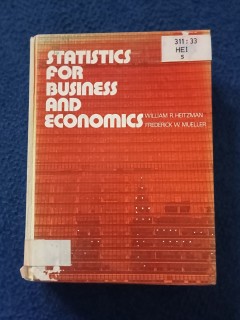 311:33
HEI
s
STATISTICS
FOR
BUSINESS
AND
ECONOMICS
WILLIAM R. HEITZMAN
FREDERICK W. MUELLER